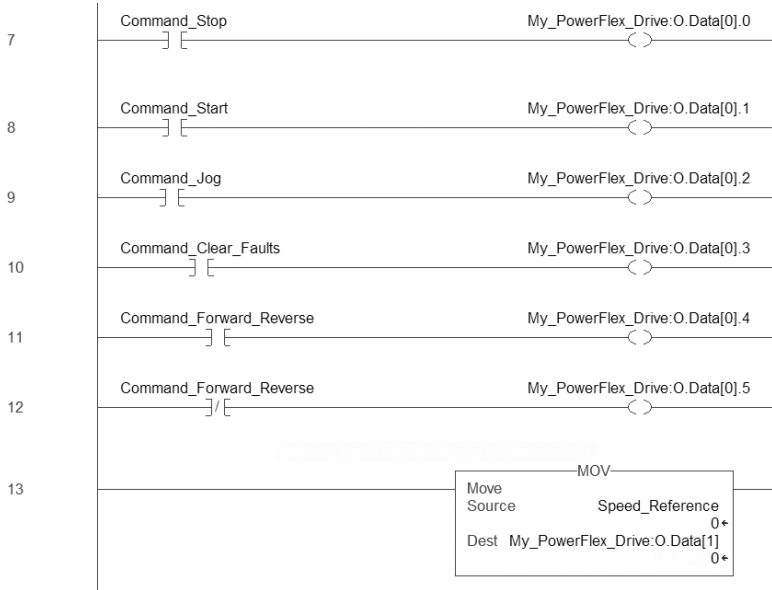 Command_Stop My_PowerFlex_Drive:O.Data[0].0
7
Command_Start My_PowerFlex_Drive:O.Data[0].1
8
Command_Jog My_PowerFlex_Drive:O.Data[0].2
9
Command_Clear_Faults My_PowerFlex_Drive:O.Data[0].3
10
Command_Forward_Reverse My_PowerFlex_Drive:O.Data[0].4
11
Command_Forward_Reverse My_PowerFlex_Drive:O.Data[0].5
12
MOV
13 Move
Source Speed_Reference
0
Dest My_PowerFlex_Drive:O.Data[1]
0